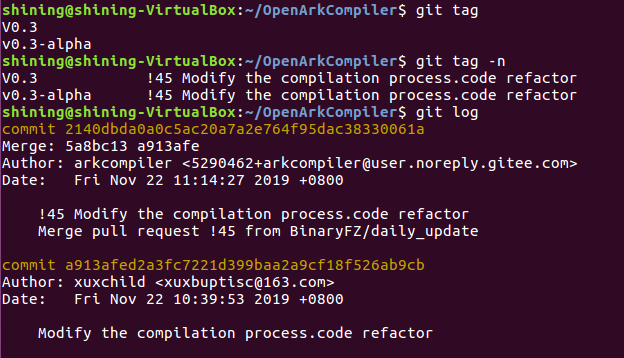 shining@shining-VirtualBox:~/OpenArkCompiler$ git tag
V0.3
v0.3-alpha
shining@shining-VirtualBox:~/OpenArkCompiler$ git tag -n
V0.3            !45 Modify the compilation process.code refactor
v0.3-alpha      !45 Modify the compilation process.code refactor
shining@shining-VirtualBox:~/OpenArkCompiler$ git log
commit 2140dbda0a0c5ac20a7a2e764f95dac38330061a
Merge: 5a8bc13 a913afe
Author: arkcompiler <5290462+arkcompiler@user.noreply.gitee.com>
Date:   Fri Nov 22 11:14:27 2019 +0800
    !45 Modify the compilation process.code refactor
    Merge pull request !45 from BinaryFZ/daily_update
commit a913afed2a3fc7221d399baa2a9cf18f526ab9cb
Author: xuxchild <xuxbuptisc@163.com>
Date:   Fri Nov 22 10:39:53 2019 +0800
    Modify the compilation process.code refactor